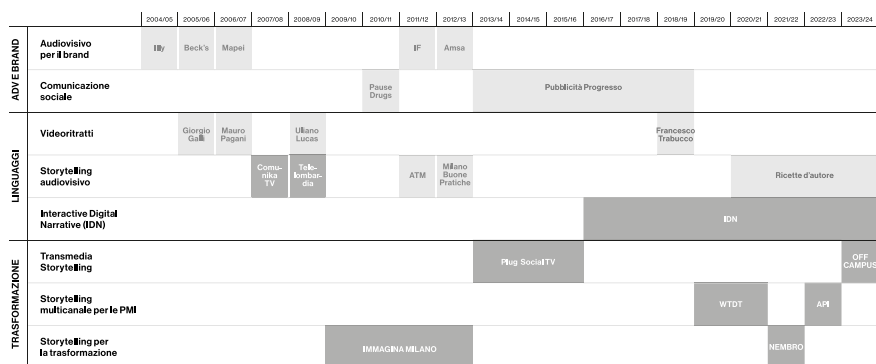 2004/05 2005/06 2006/07 2007/08 2008/09 2009/10 2010/11 2011/12 2012/13 2013/14 2014/15 2015/16 2016/17 2017/18 2018/19 2019/20 2020/21 2021/22 2022/23 2023/24
ADV E BRAND
Audiovisivo
per il brand
Illy
Beck's
Mapei
IF
Amsa
Comunicazione
sociale
Pause
Drugs
Pubblicità Progresso
LINGUAGGI
Videoritratti
Giorgio
Galli
Mauro
Pagani
Uliano
Lucas
Francesco
Trabucco
Storytelling
audiovisivo
Comu-
nika
TV
Tele-
lombar-
dia
ATM
Milano
Buone
Pratiche
Ricette d'autore
Interactive Digital
Narrative (IDN)
IDN
TRASFORMAZIONE
Transmedia
Storytelling
Plug Social TV
OFF
CAMPUS
Storytelling
multicanale per le PMI
WTDT
API
Storytelling per
la trasformazione
IMMAGINA MILANO
NEMBRO